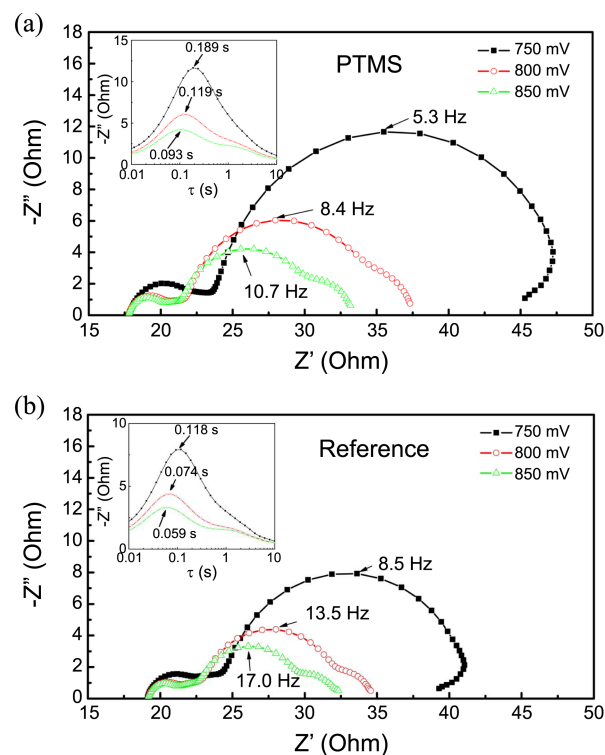 (a)
PTMS
750 mV
800 mV
850 mV
5.3 Hz
8.4 Hz
10.7 Hz
-Z'' (Ohm)
18
16
14
12
10
8
6
4
2
0
15 20 25 30 35 40 45 50
Z' (Ohm)
0.189 s
0.119 s
0.093 s
-Z'' (Ohm)
15
10
5
0
0.01 0.1 1 10
τ (s)
(b)
Reference
750 mV
800 mV
850 mV
8.5 Hz
13.5 Hz
17.0 Hz
-Z'' (Ohm)
18
16
14
12
10
8
6
4
2
0
15 20 25 30 35 40 45 50
Z' (Ohm)
0.118 s
0.074 s
0.059 s
-Z'' (Ohm)
10
5
0
0.01 0.1 1 10
τ (s)